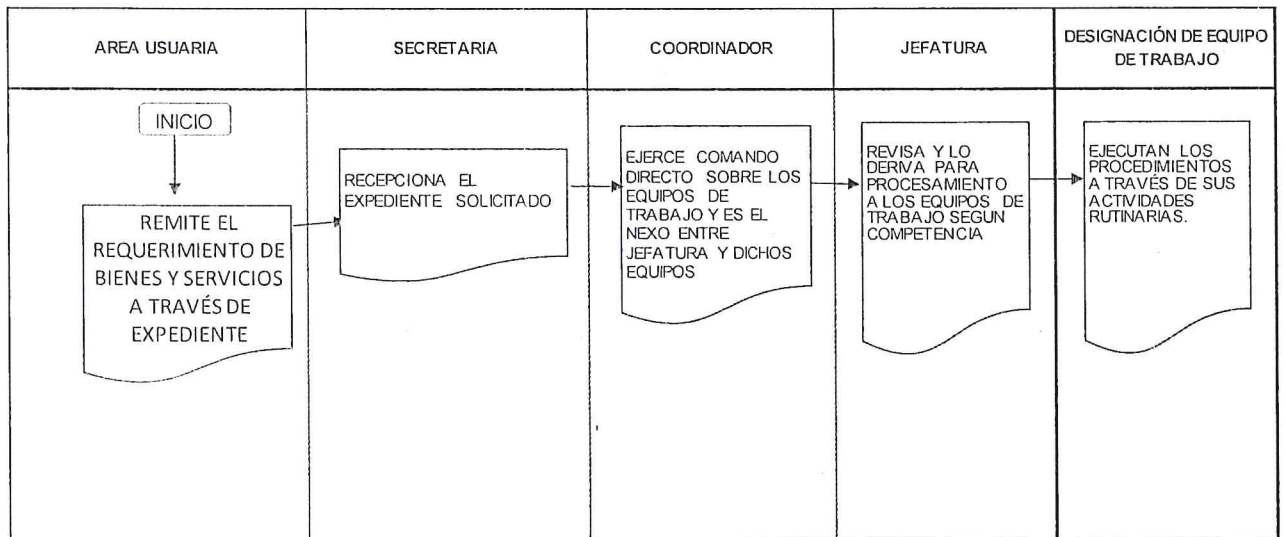 AREA USUARIA
SECRETARIA
COORDINADOR
JEFATURA
DESIGNACIÓN DE EQUIPO
DE TRABAJO
INICIO
REMITE EL
REQUERIMIENTO DE
BIENES Y SERVICIOS
A TRAVÉS DE
EXPEDIENTE
RECEPCIONA EL
EXPEDIENTE SOLICITADO
EJERCE COMANDO
DIRECTO SOBRE LOS
EQUIPOS DE
TRABAJO Y ES EL
NEXO ENTRE
JEFATURA Y DICHOS
EQUIPOS
REVISA Y LO
DERIVA PARA
PROCESAMIENTO
A LOS EQUIPOS DE
TRABAJO SEGUN
COMPETENCIA
EJECUTAN LOS
PROCEDIMIENTOS
A TRAVÉS DE SUS
ACTIVIDADES
RUTINARIAS.